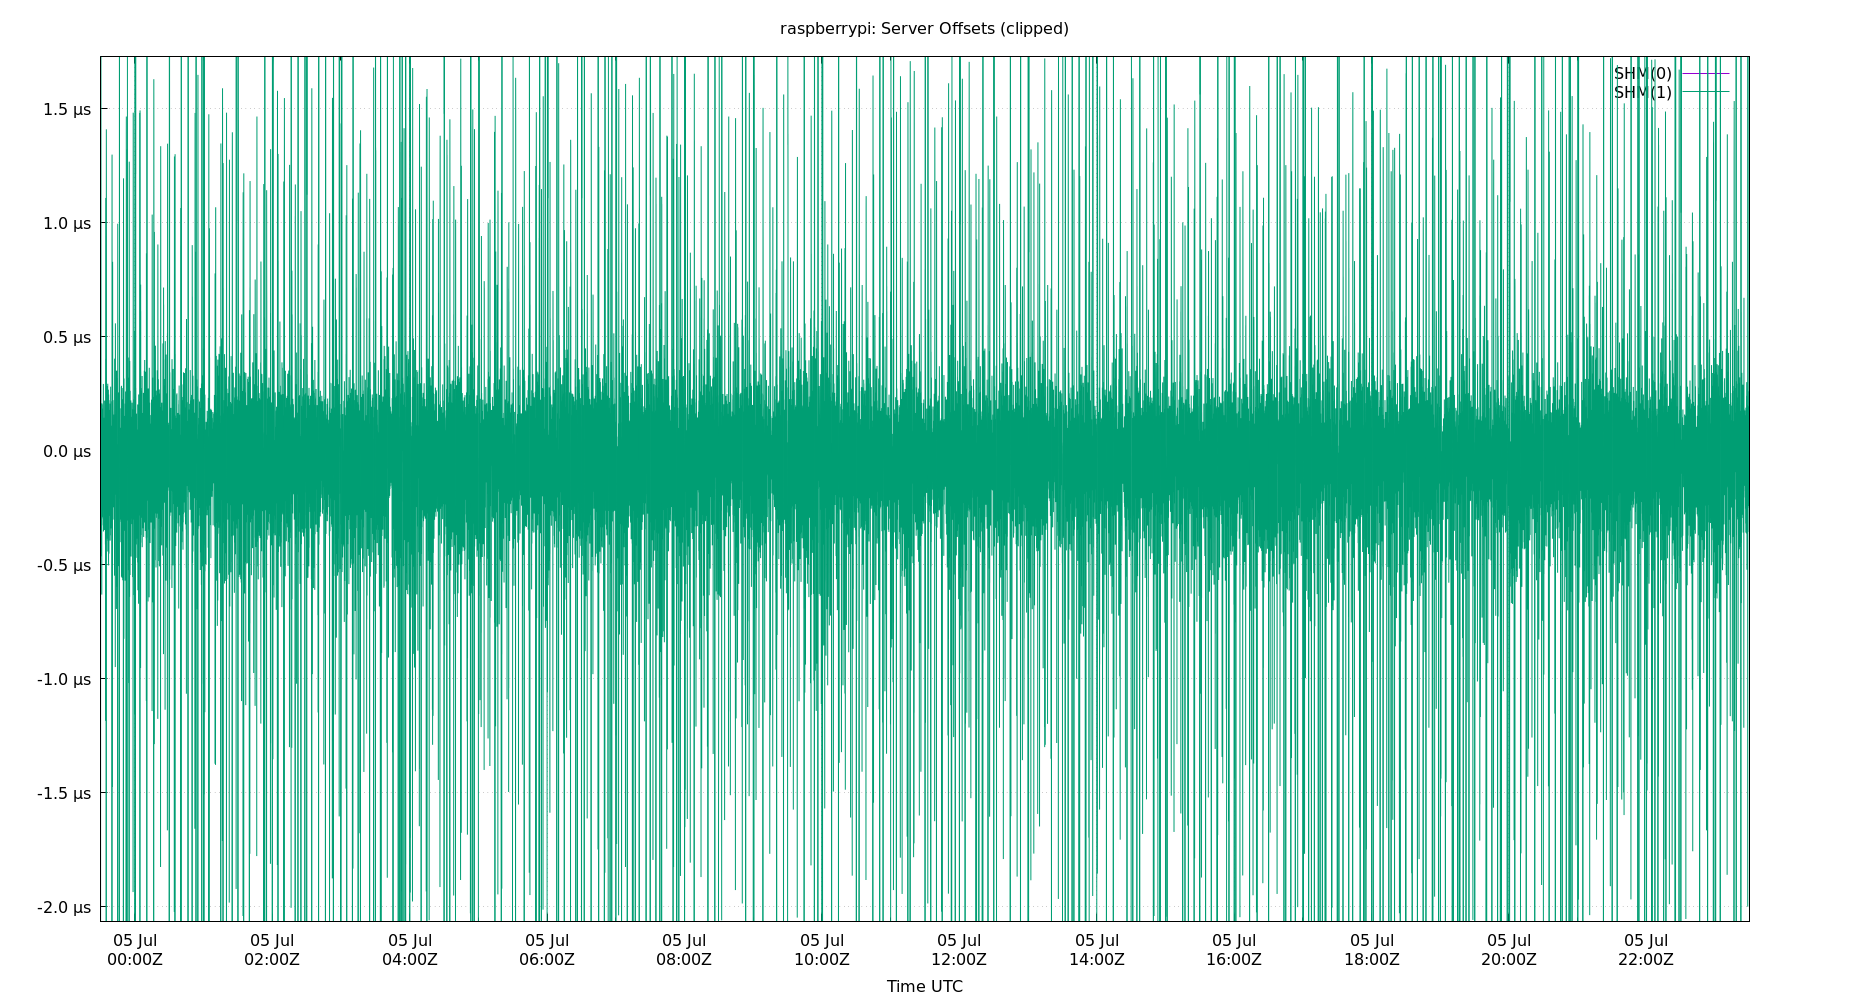 raspberrypi: Server Offsets (clipped)
SHM(0)
SHM(1)
1.5 µs
1.0 µs
0.5 µs
0.0 µs
-0.5 µs
-1.0 µs
-1.5 µs
-2.0 µs
05 Jul 05 Jul 05 Jul 05 Jul 05 Jul 05 Jul 05 Jul 05 Jul 05 Jul 05 Jul 05 Jul 05 Jul
00:00Z 02:00Z 04:00Z 06:00Z 08:00Z 10:00Z 12:00Z 14:00Z 16:00Z 18:00Z 20:00Z 22:00Z
Time UTC